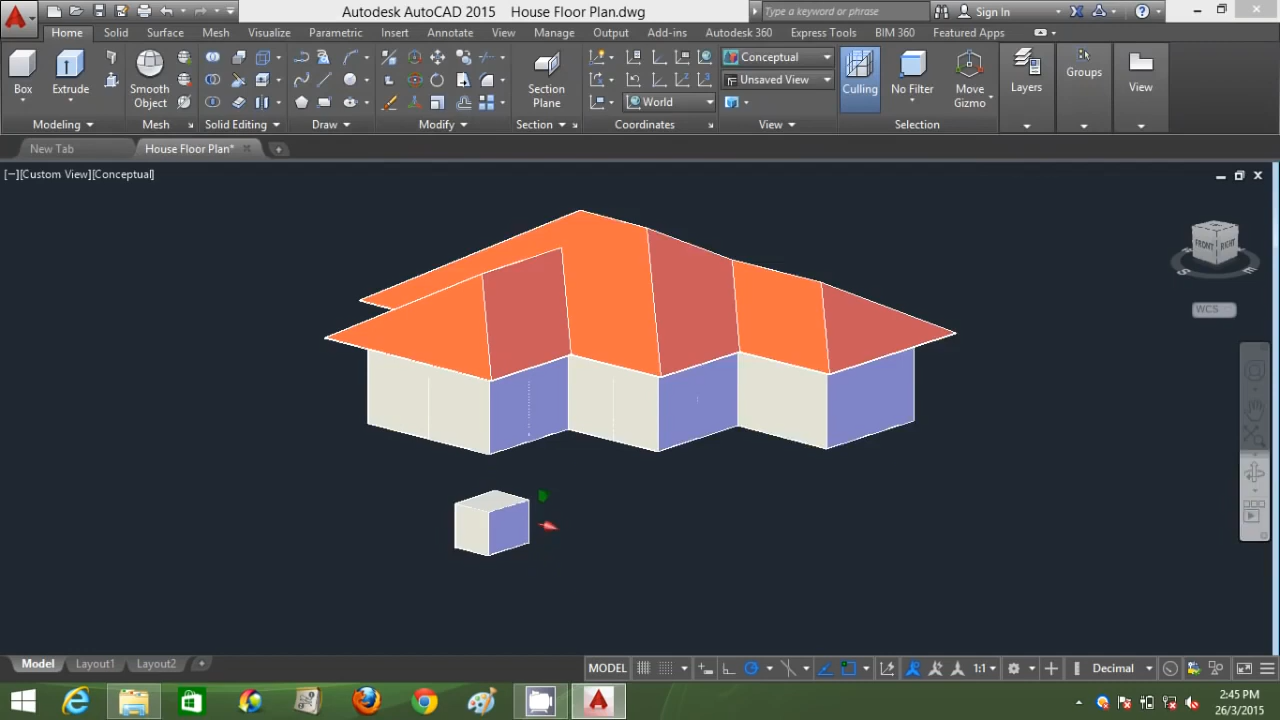 Autodesk AutoCAD 2015 House Floor Plan.dwg
Type a keyword or phrase
Sign In
Home Solid Surface Mesh Visualize Parametric Insert Annotate View Manage Output Add-ins Autodesk 360 Express Tools BIM 360 Featured Apps
Box Extrude Smooth Object Section Plane
Conceptual
Unsaved View
World
Culling No Filter Move Gizmo Layers Groups View
Modeling Mesh Solid Editing Draw Modify Section Coordinates View Selection
New Tab House Floor Plan*
[−][Custom View][Conceptual]
FRONT RIGHT
S E
WCS
Model Layout1 Layout2
MODEL 1:1 Decimal
2:45 PM
26/3/2015